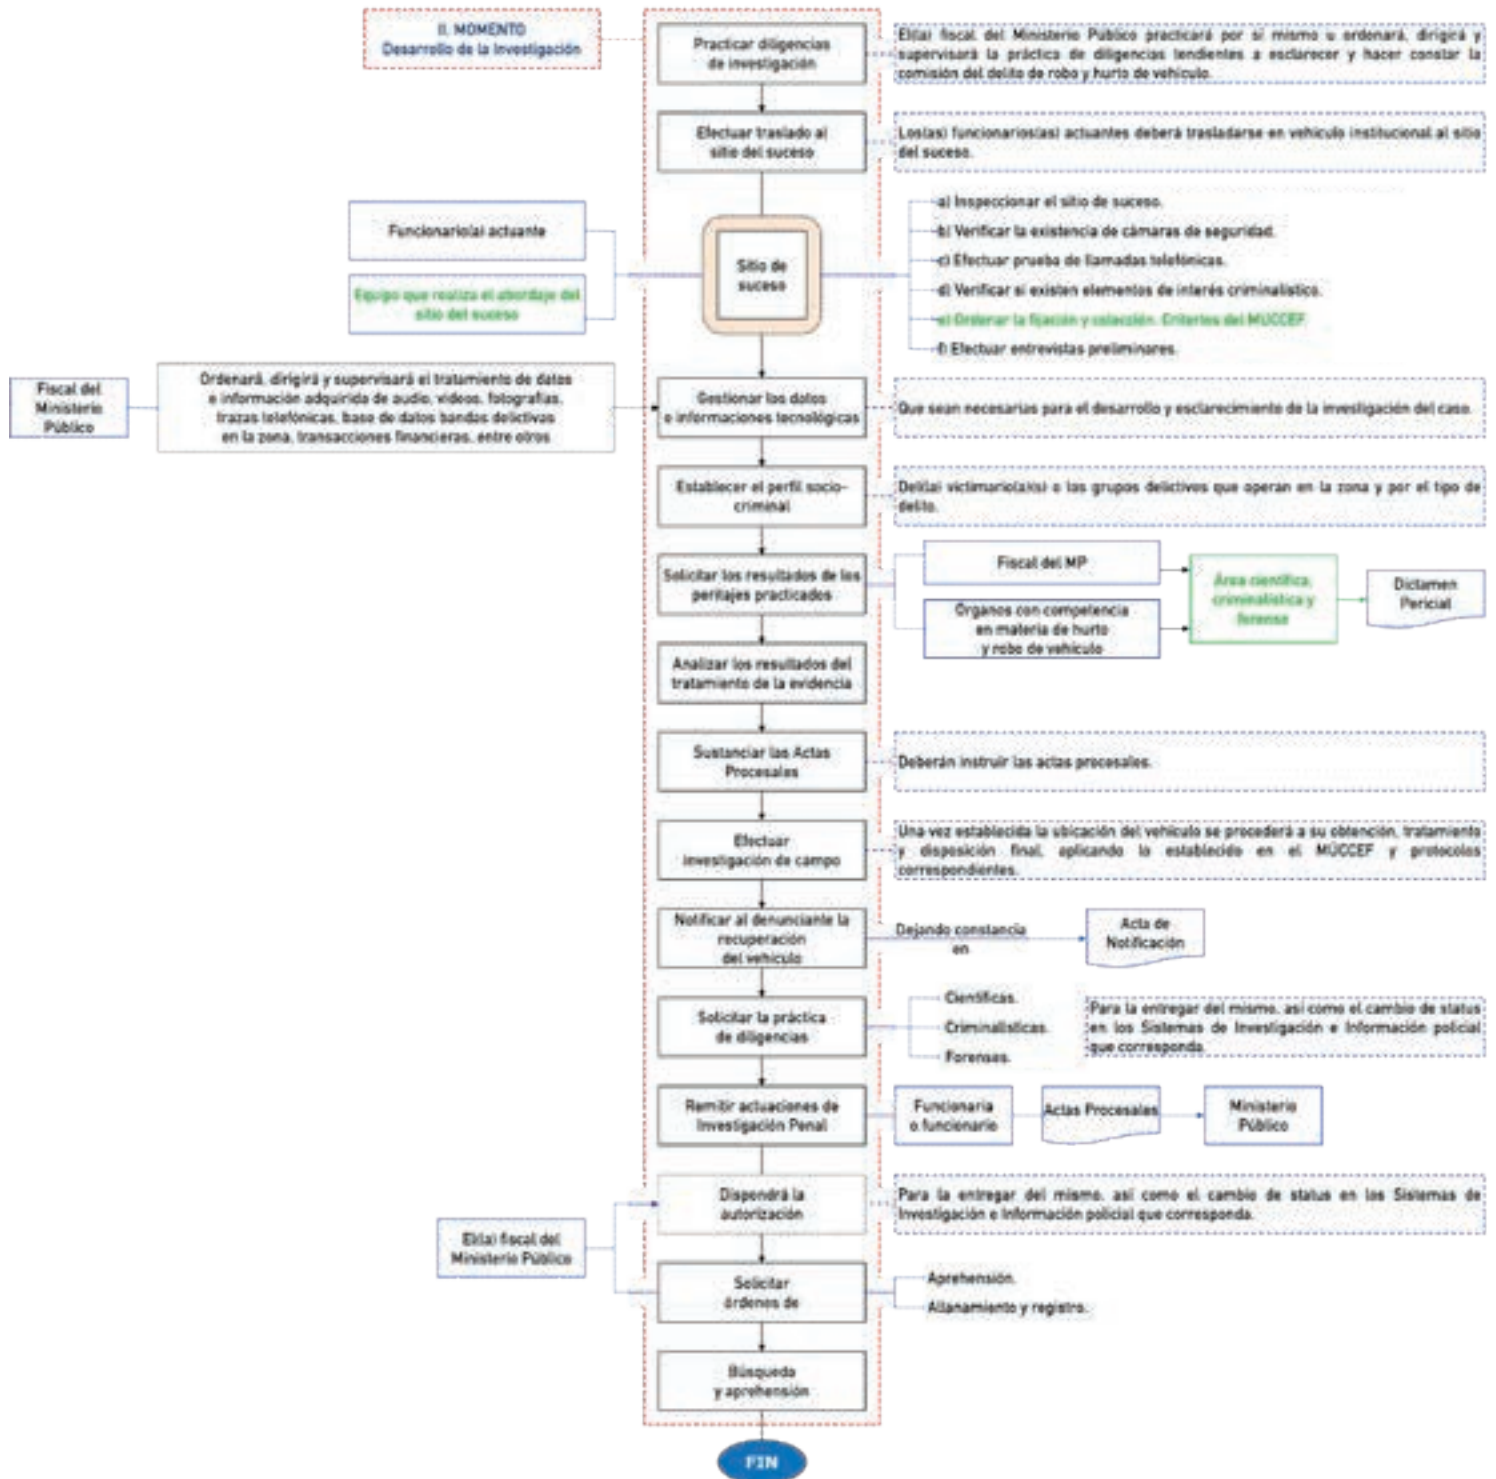 II. MOMENTO
Desarrollo de la Investigación
Practicar diligencias
de investigación
El(la) fiscal del Ministerio Público practicará por sí mismo u ordenará, dirigirá y
supervisará la práctica de diligencias tendientes a esclarecer y hacer constar la
comisión del delito de robo y hurto de vehículo.
Efectuar traslado al
sitio del suceso
Los(as) funcionarios(as) actuantes deberá trasladarse en vehículo institucional al sitio
del suceso.
Funcionario(a) actuante
Equipo que realiza el abordaje del
sitio del suceso
Sitio de
suceso
a) Inspeccionar el sitio de suceso.
b) Verificar la existencia de cámaras de seguridad.
c) Efectuar prueba de llamadas telefónicas.
d) Verificar si existen elementos de interés criminalístico.
e) Ordenar la fijación y colección. Criterios del MUCCEF
f) Efectuar entrevistas preliminares.
Fiscal del
Ministerio
Público
Ordenará, dirigirá y supervisará el tratamiento de datos
e información adquirida de audio, videos, fotografías,
trazas telefónicas, base de datos bandas delictivas
en la zona, transacciones financieras, entre otros
Gestionar los datos
o informaciones tecnológicas
Que sean necesarias para el desarrollo y esclarecimiento de la investigación del caso.
Establecer el perfil socio-
criminal
Del(la) victimario(a)(s) o las grupos delictivos que operan en la zona y por el tipo de
delito.
Solicitar los resultados de los
peritajes practicados
Fiscal del MP
Órganos con competencia
en materia de hurto
y robo de vehículo
Área científica,
criminalística y
forense
Dictamen
Pericial
Analizar los resultados del
tratamiento de la evidencia
Sustanciar las Actas
Procesales
Deberán instruir las actas procesales.
Efectuar
investigación de campo
Una vez establecida la ubicación del vehículo se procederá a su obtención, tratamiento
y disposición final, aplicando lo establecido en el MUCCEF y protocolos
correspondientes.
Notificar al denunciante la
recuperación
del vehículo
Dejando constancia
en
Acta de
Notificación
Solicitar la práctica
de diligencias
Científicas.
Criminalísticas.
Forenses.
Para la entregar del mismo, así como el cambio de status
en los Sistemas de Investigación e Información policial
que corresponda.
Remitir actuaciones de
Investigación Penal
Funcionaria
o funcionario
Actas Procesales
Ministerio
Público
El(la) fiscal del
Ministerio Público
Dispondrá la
autorización
Para la entregar del mismo, así como el cambio de status en los Sistemas de
Investigación e Información policial que corresponda.
Solicitar
órdenes de
Aprehensión.
Allanamiento y registro.
Búsqueda
y aprehensión
FIN